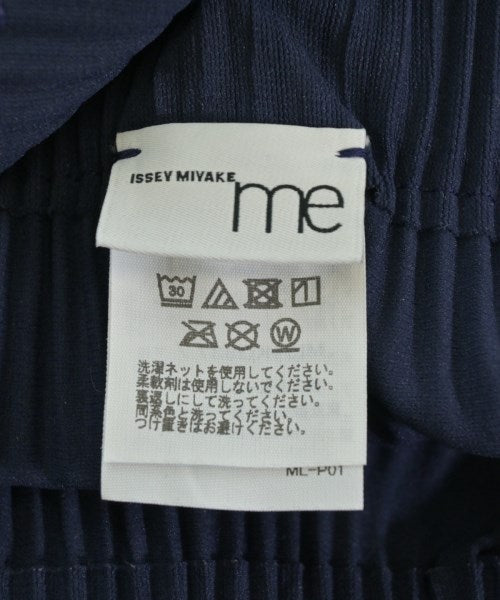 ISSEY MIYAKE
me
30
W
洗濯ネットを使用してください。
柔軟剤は使用しないでください。
裏返しにして洗ってください。
同系色と洗ってください。
つけ置きはお避けください。
ML-P01